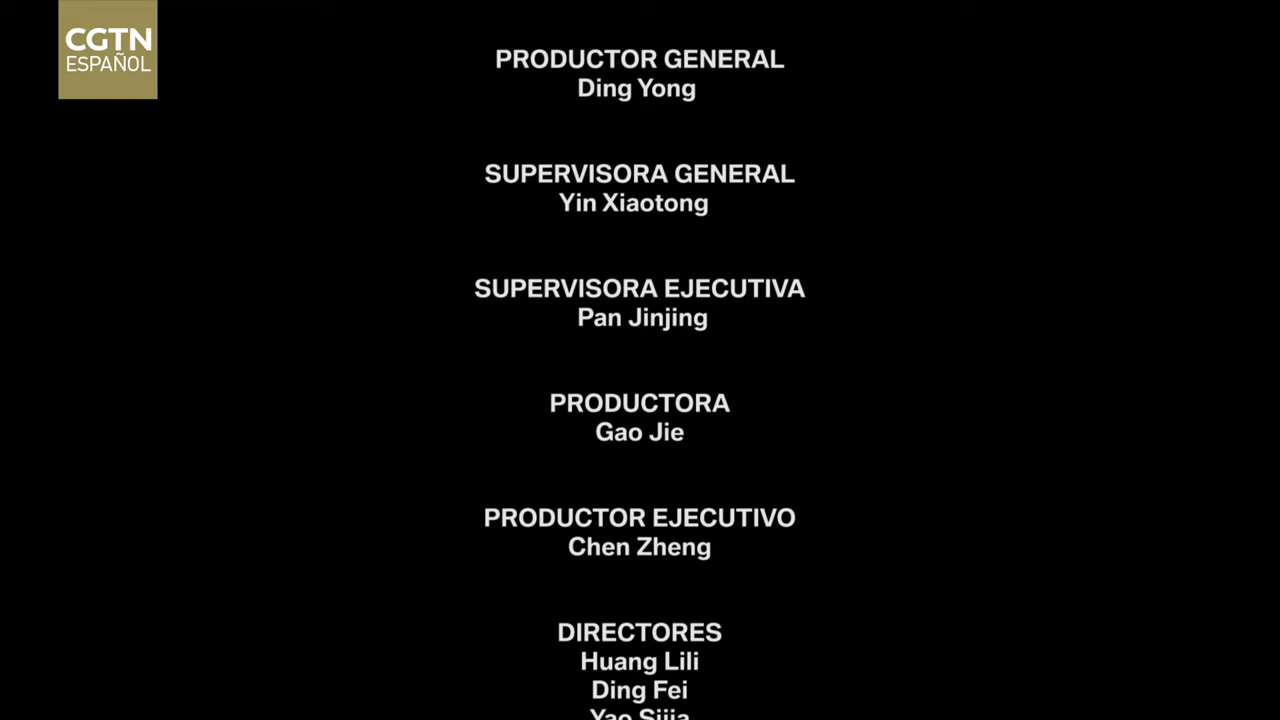 CGTN
ESPAÑOL
PRODUCTOR GENERAL
Ding Yong
SUPERVISORA GENERAL
Yin Xiaotong
SUPERVISORA EJECUTIVA
Pan Jinjing
PRODUCTORA
Gao Jie
PRODUCTOR EJECUTIVO
Chen Zheng
DIRECTORES
Huang Lili
Ding Fei
Yao